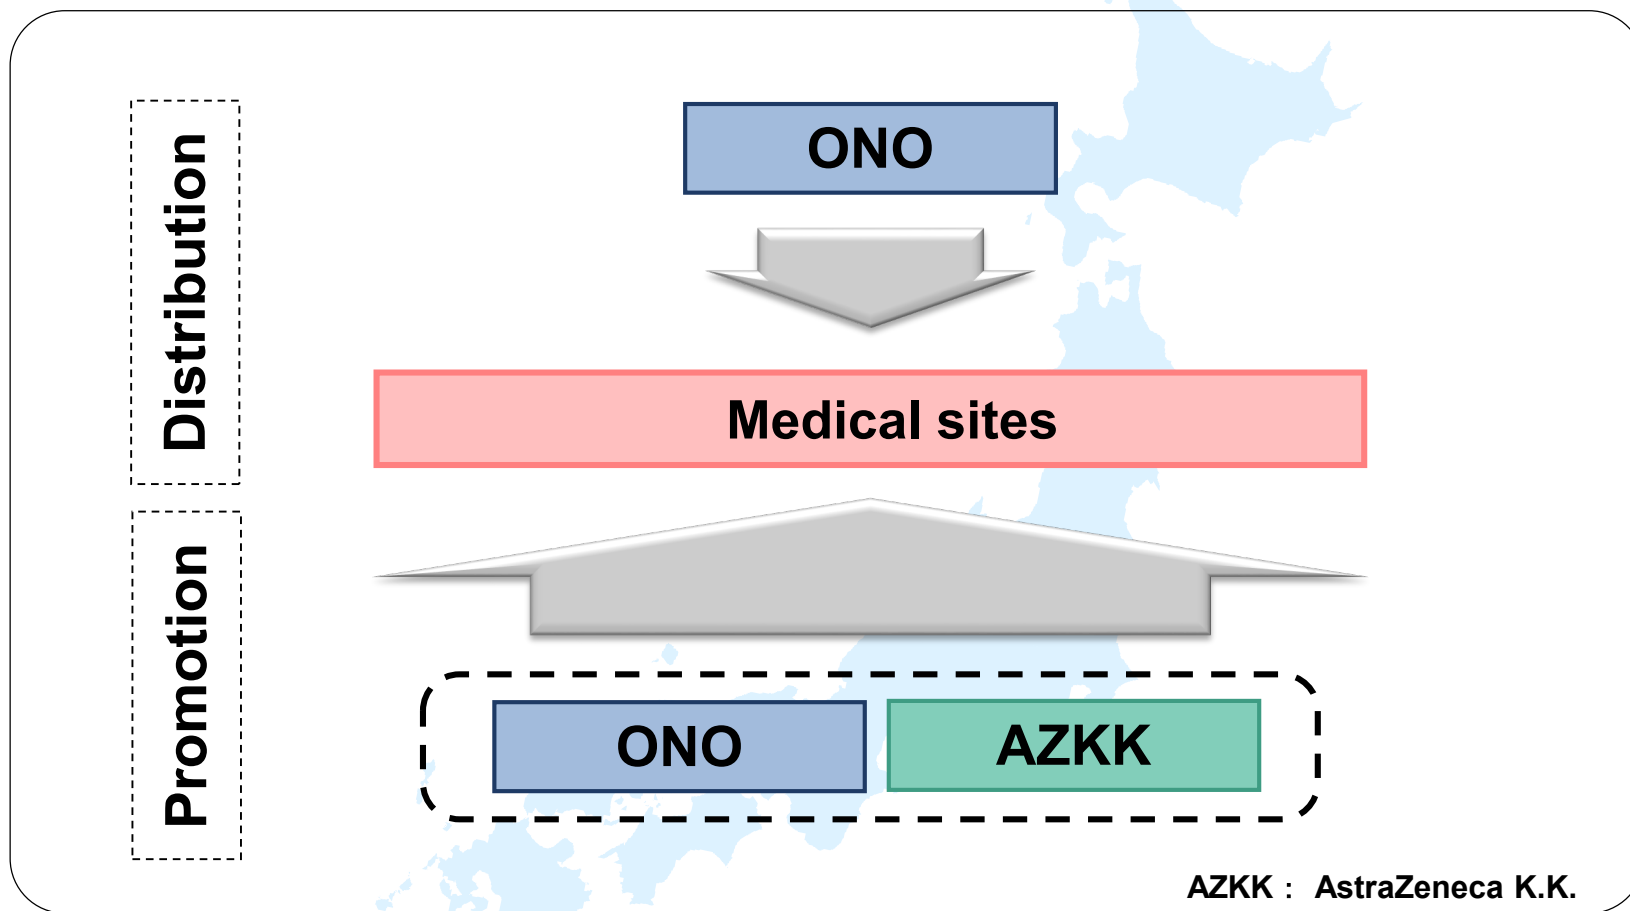 Distribution
ONO
Medical sites
Promotion
ONO
AZKK
AZKK : AstraZeneca K.K.